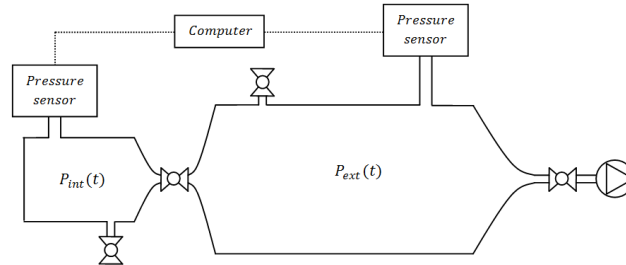 Computer
Pressure
sensor
Pressure
sensor
P_int(t)
P_ext(t)